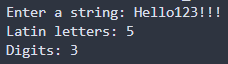 Enter a string: Hello123!!!
Latin letters: 5
Digits: 3